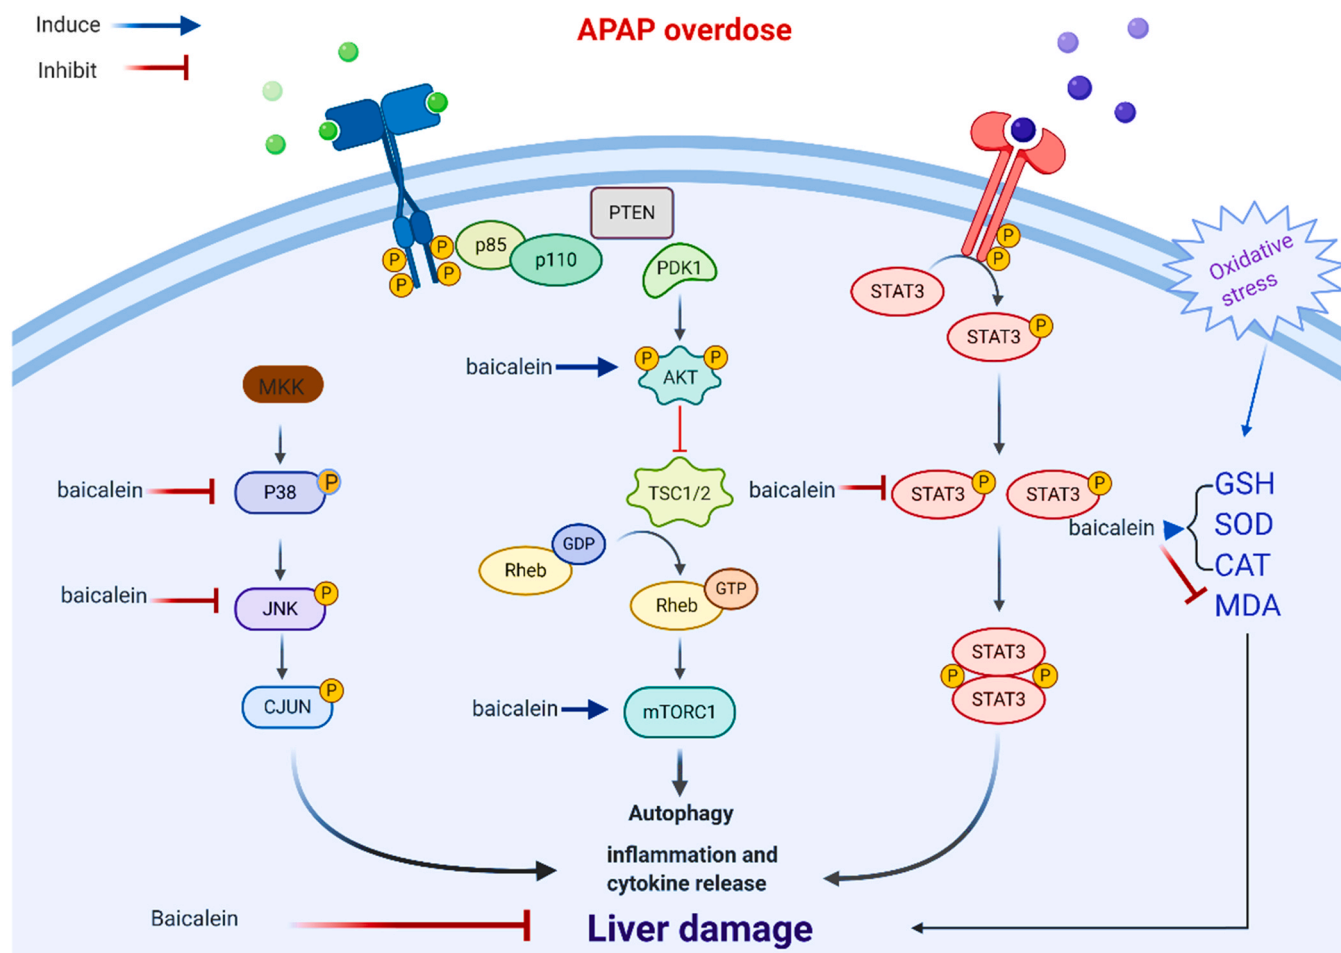 Induce
APAP overdose
Inhibit
PTEN
p85
p110
PDK1
Oxidative
stress
P
P
P
P
P
P
STAT3
STAT3
P
baicalein
P
P
AKT
MKK
baicalein
P38
P
TSC1/2
baicalein
STAT3
P
STAT3
P
GSH
baicalein
SOD
CAT
MDA
GDP
Rheb
GTP
Rheb
baicalein
JNK
P
STAT3
P
P
STAT3
CJUN
P
baicalein
mTORC1
Autophagy
inflammation and
cytokine release
Baicalein
Liver damage